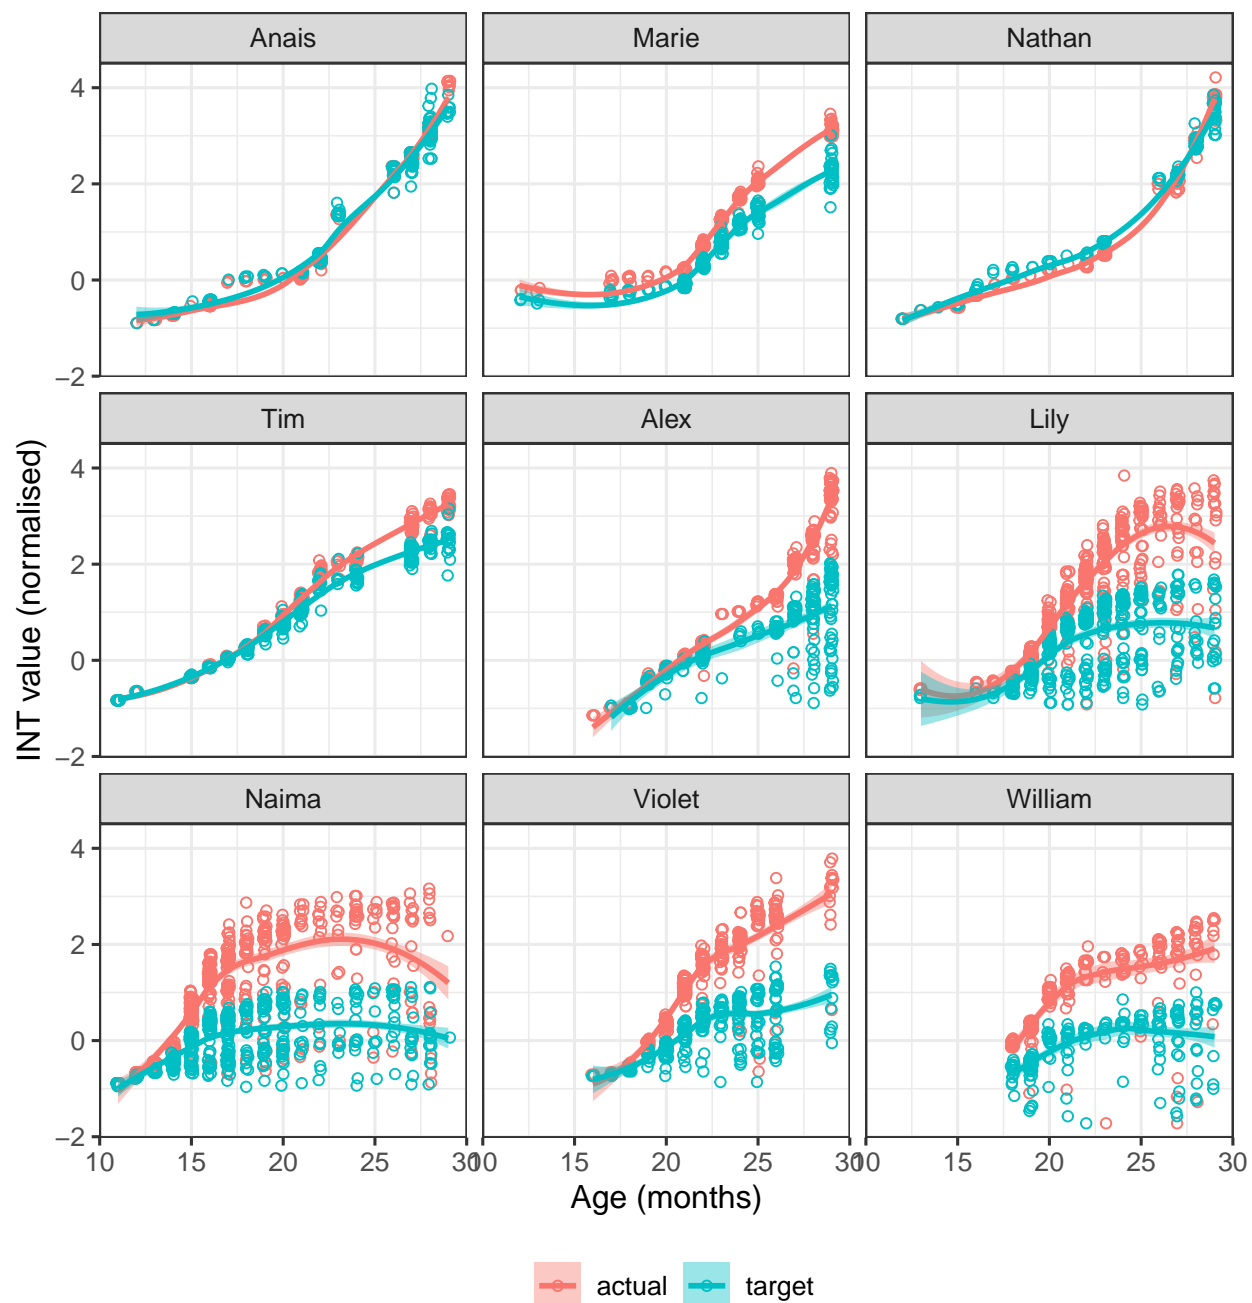 Anais Marie Nathan
4
2
0
−2
Tim Alex Lily
4
2
0
−2
Naima Violet William
4
2
0
−2
INT value (normalised)
10 15 20 25 30 10 15 20 25 30 10 15 20 25 30
Age (months)
actual target